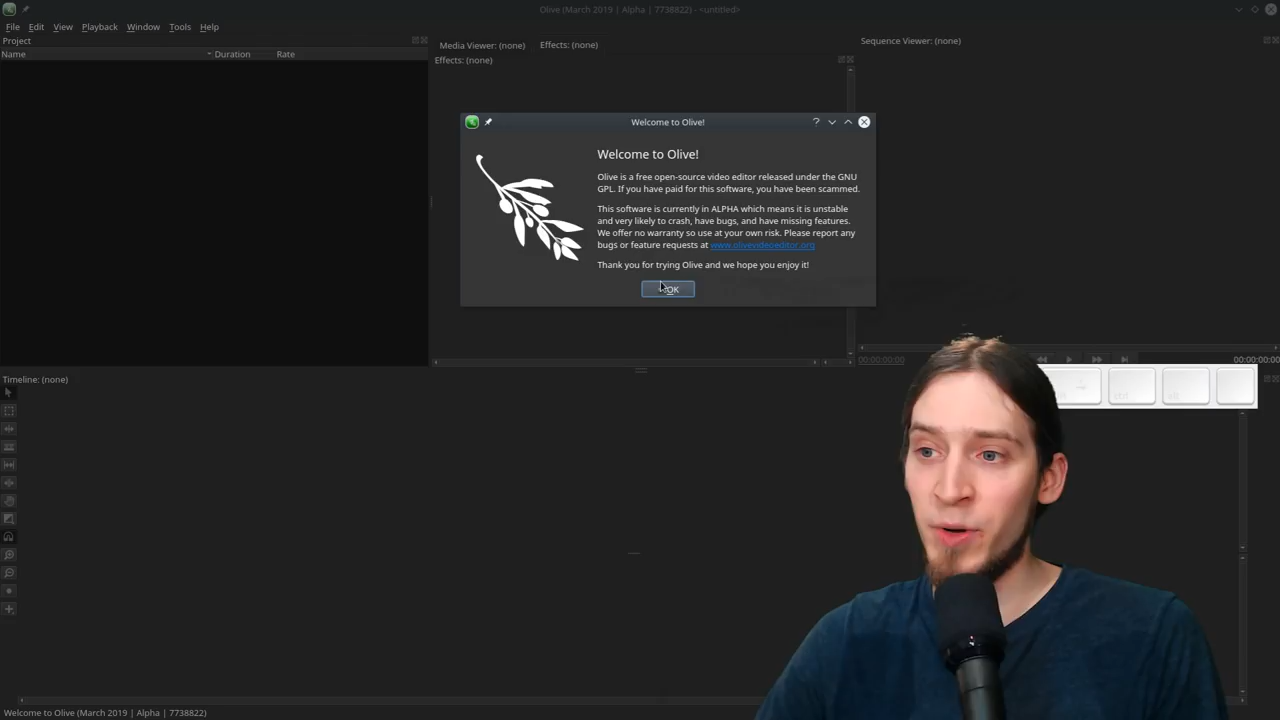 Olive (March 2019 | Alpha | 7738822) - <untitled>
File Edit View Playback Window Tools Help
Project
Name Duration Rate
Media Viewer: (none) Effects: (none)
Effects: (none)
Sequence Viewer: (none)
Welcome to Olive!
Welcome to Olive!
Olive is a free open-source video editor released under the GNU
GPL. If you have paid for this software, you have been scammed.
This software is currently in ALPHA which means it is unstable
and very likely to crash, have bugs, and have missing features.
We offer no warranty so use at your own risk. Please report any
bugs or feature requests at www.olivevideoeditor.org
Thank you for trying Olive and we hope you enjoy it!
OK
00:00:00:00 00:00:00:00
Timeline: (none)
ctrl alt
Welcome to Olive (March 2019 | Alpha | 7738822)